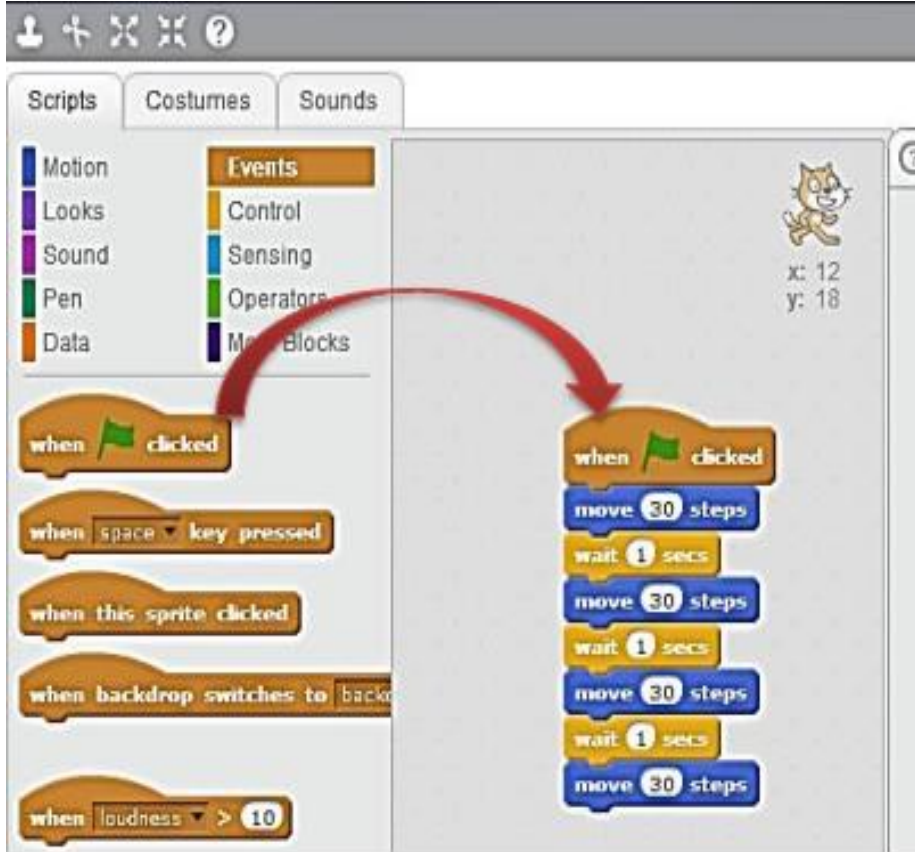 ?
Scripts Costumes Sounds
Motion Events
Looks Control
Sound Sensing
Pen Operators
Data More Blocks
when clicked
when space key pressed
when this sprite clicked
when backdrop switches to
when loudness > 10
x: 12
y: 18
when clicked
move 30 steps
wait 1 secs
move 30 steps
wait 1 secs
move 30 steps
wait 1 secs
move 30 steps
?